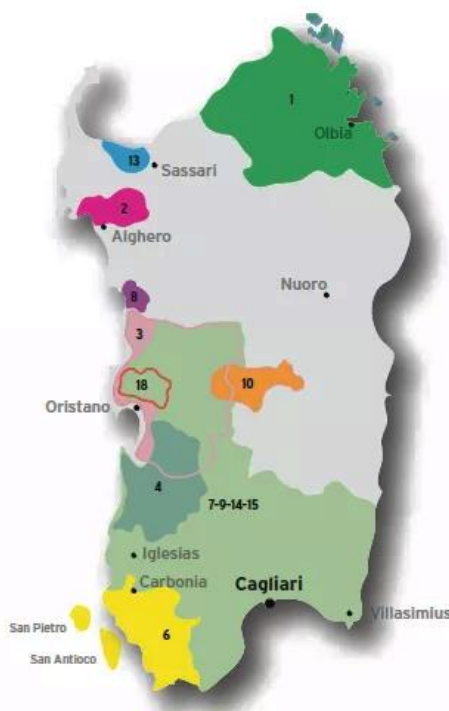 1
Olbia
13
Sassari
2
Alghero
Nuoro
8
3
18
10
Oristano
4
7-9-14-15
Iglesias
Carbonia
Cagliari
Villasimius
San Pietro
6
San Antioco